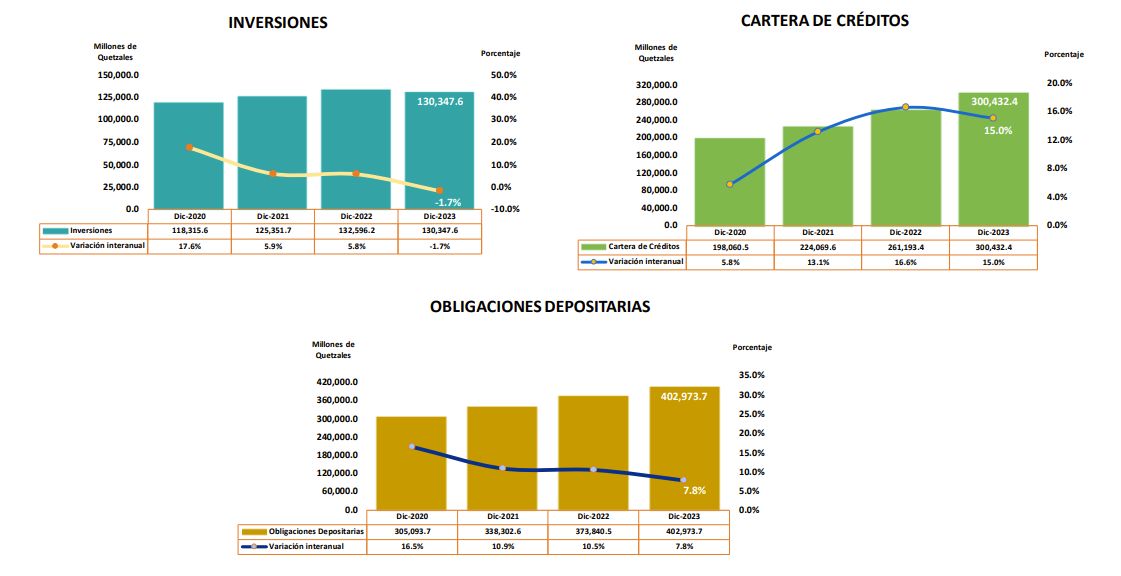 INVERSIONES
Millones de
Quetzales
Porcentaje
150,000.0
125,000.0
100,000.0
75,000.0
50,000.0
25,000.0
0.0
50.0%
40.0%
30.0%
20.0%
10.0%
0.0%
-10.0%
130,347.6
-1.7%
Dic-2020 Dic-2021 Dic-2022 Dic-2023
Inversiones 118,315.6 125,351.7 132,596.2 130,347.6
Variación interanual 17.6% 5.9% 5.8% -1.7%
CARTERA DE CRÉDITOS
Millones de
Quetzales
Porcentaje
320,000.0
280,000.0
240,000.0
200,000.0
160,000.0
120,000.0
80,000.0
40,000.0
0.0
20.0%
16.0%
12.0%
8.0%
4.0%
0.0%
300,432.4
15.0%
Dic-2020 Dic-2021 Dic-2022 Dic-2023
Cartera de Créditos 198,060.5 224,069.6 261,193.4 300,432.4
Variación interanual 5.8% 13.1% 16.6% 15.0%
OBLIGACIONES DEPOSITARIAS
Millones de
Quetzales
Porcentaje
420,000.0
360,000.0
300,000.0
240,000.0
180,000.0
120,000.0
60,000.0
0.0
35.0%
30.0%
25.0%
20.0%
15.0%
10.0%
5.0%
0.0%
402,973.7
7.8%
Dic-2020 Dic-2021 Dic-2022 Dic-2023
Obligaciones Depositarias 305,093.7 338,302.6 373,840.5 402,973.7
Variación interanual 16.5% 10.9% 10.5% 7.8%